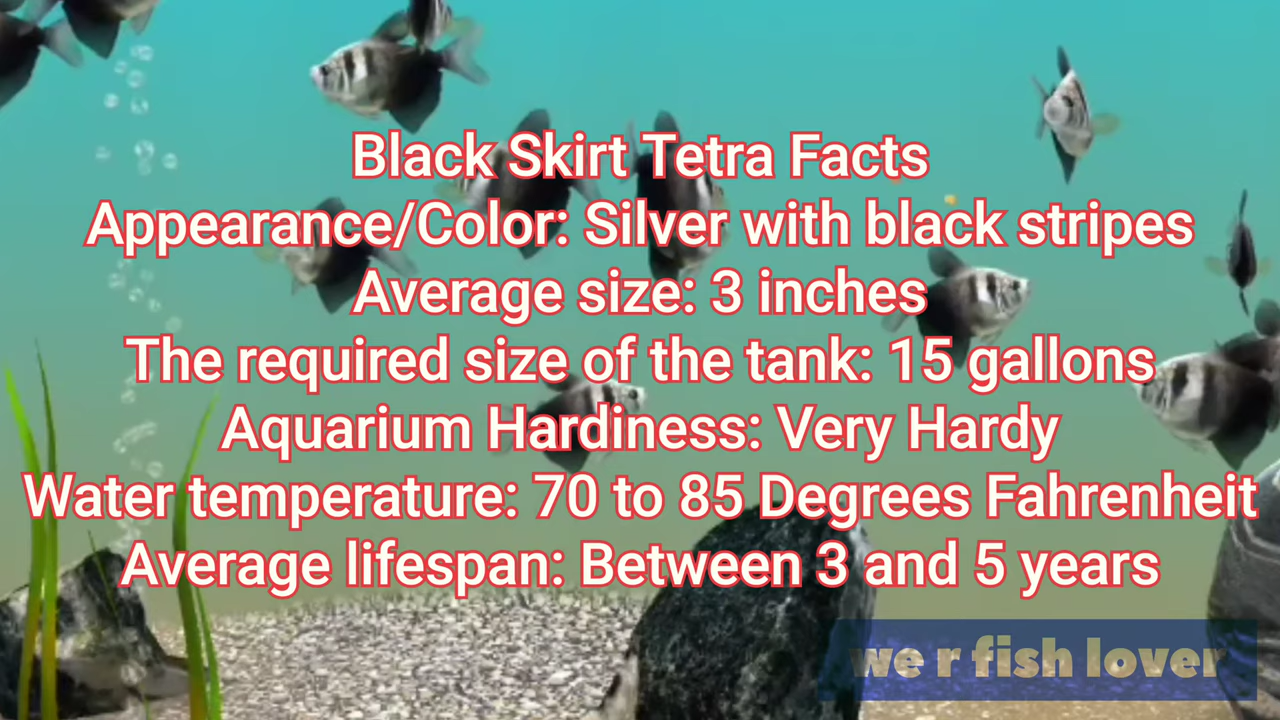 Black Skirt Tetra Facts
Appearance/Color: Silver with black stripes
Average size: 3 inches
The required size of the tank: 15 gallons
Aquarium Hardiness: Very Hardy
Water temperature: 70 to 85 Degrees Fahrenheit
Average lifespan: Between 3 and 5 years
we r fish lover